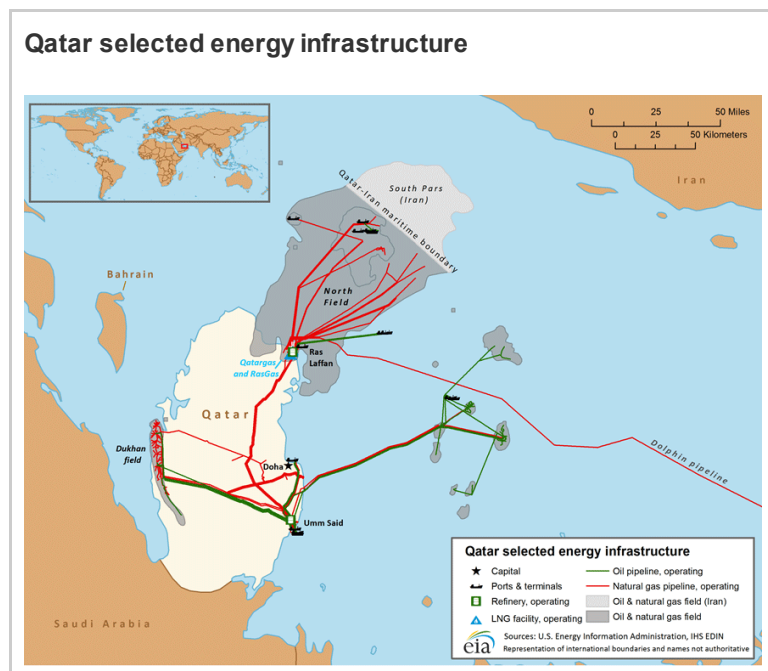 Qatar selected energy infrastructure
0 25 50 Miles
0 25 50 Kilometers
Iran
South Pars
(Iran)
Qatar-Iran maritime boundary
Bahrain
North
Field
Ras
Laffan
Qatargas
and RasGas
Qatar
Dukhan
field
Doha
Dolphin pipeline
Umm Said
Saudi Arabia
Qatar selected energy infrastructure
Capital
Oil pipeline, operating
Ports & terminals
Natural gas pipeline, operating
Refinery, operating
Oil & natural gas field (Iran)
LNG facility, operating
Oil & natural gas field
eia
Sources: U.S. Energy Information Administration, IHS EDIN
Representation of international boundaries and names not authoritative